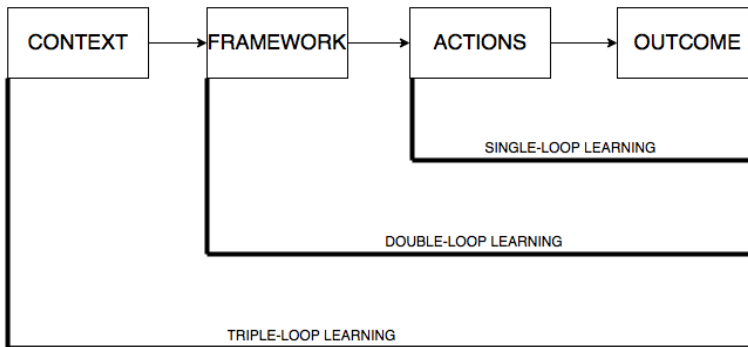 CONTEXT
FRAMEWORK
ACTIONS
OUTCOME
SINGLE-LOOP LEARNING
DOUBLE-LOOP LEARNING
TRIPLE-LOOP LEARNING